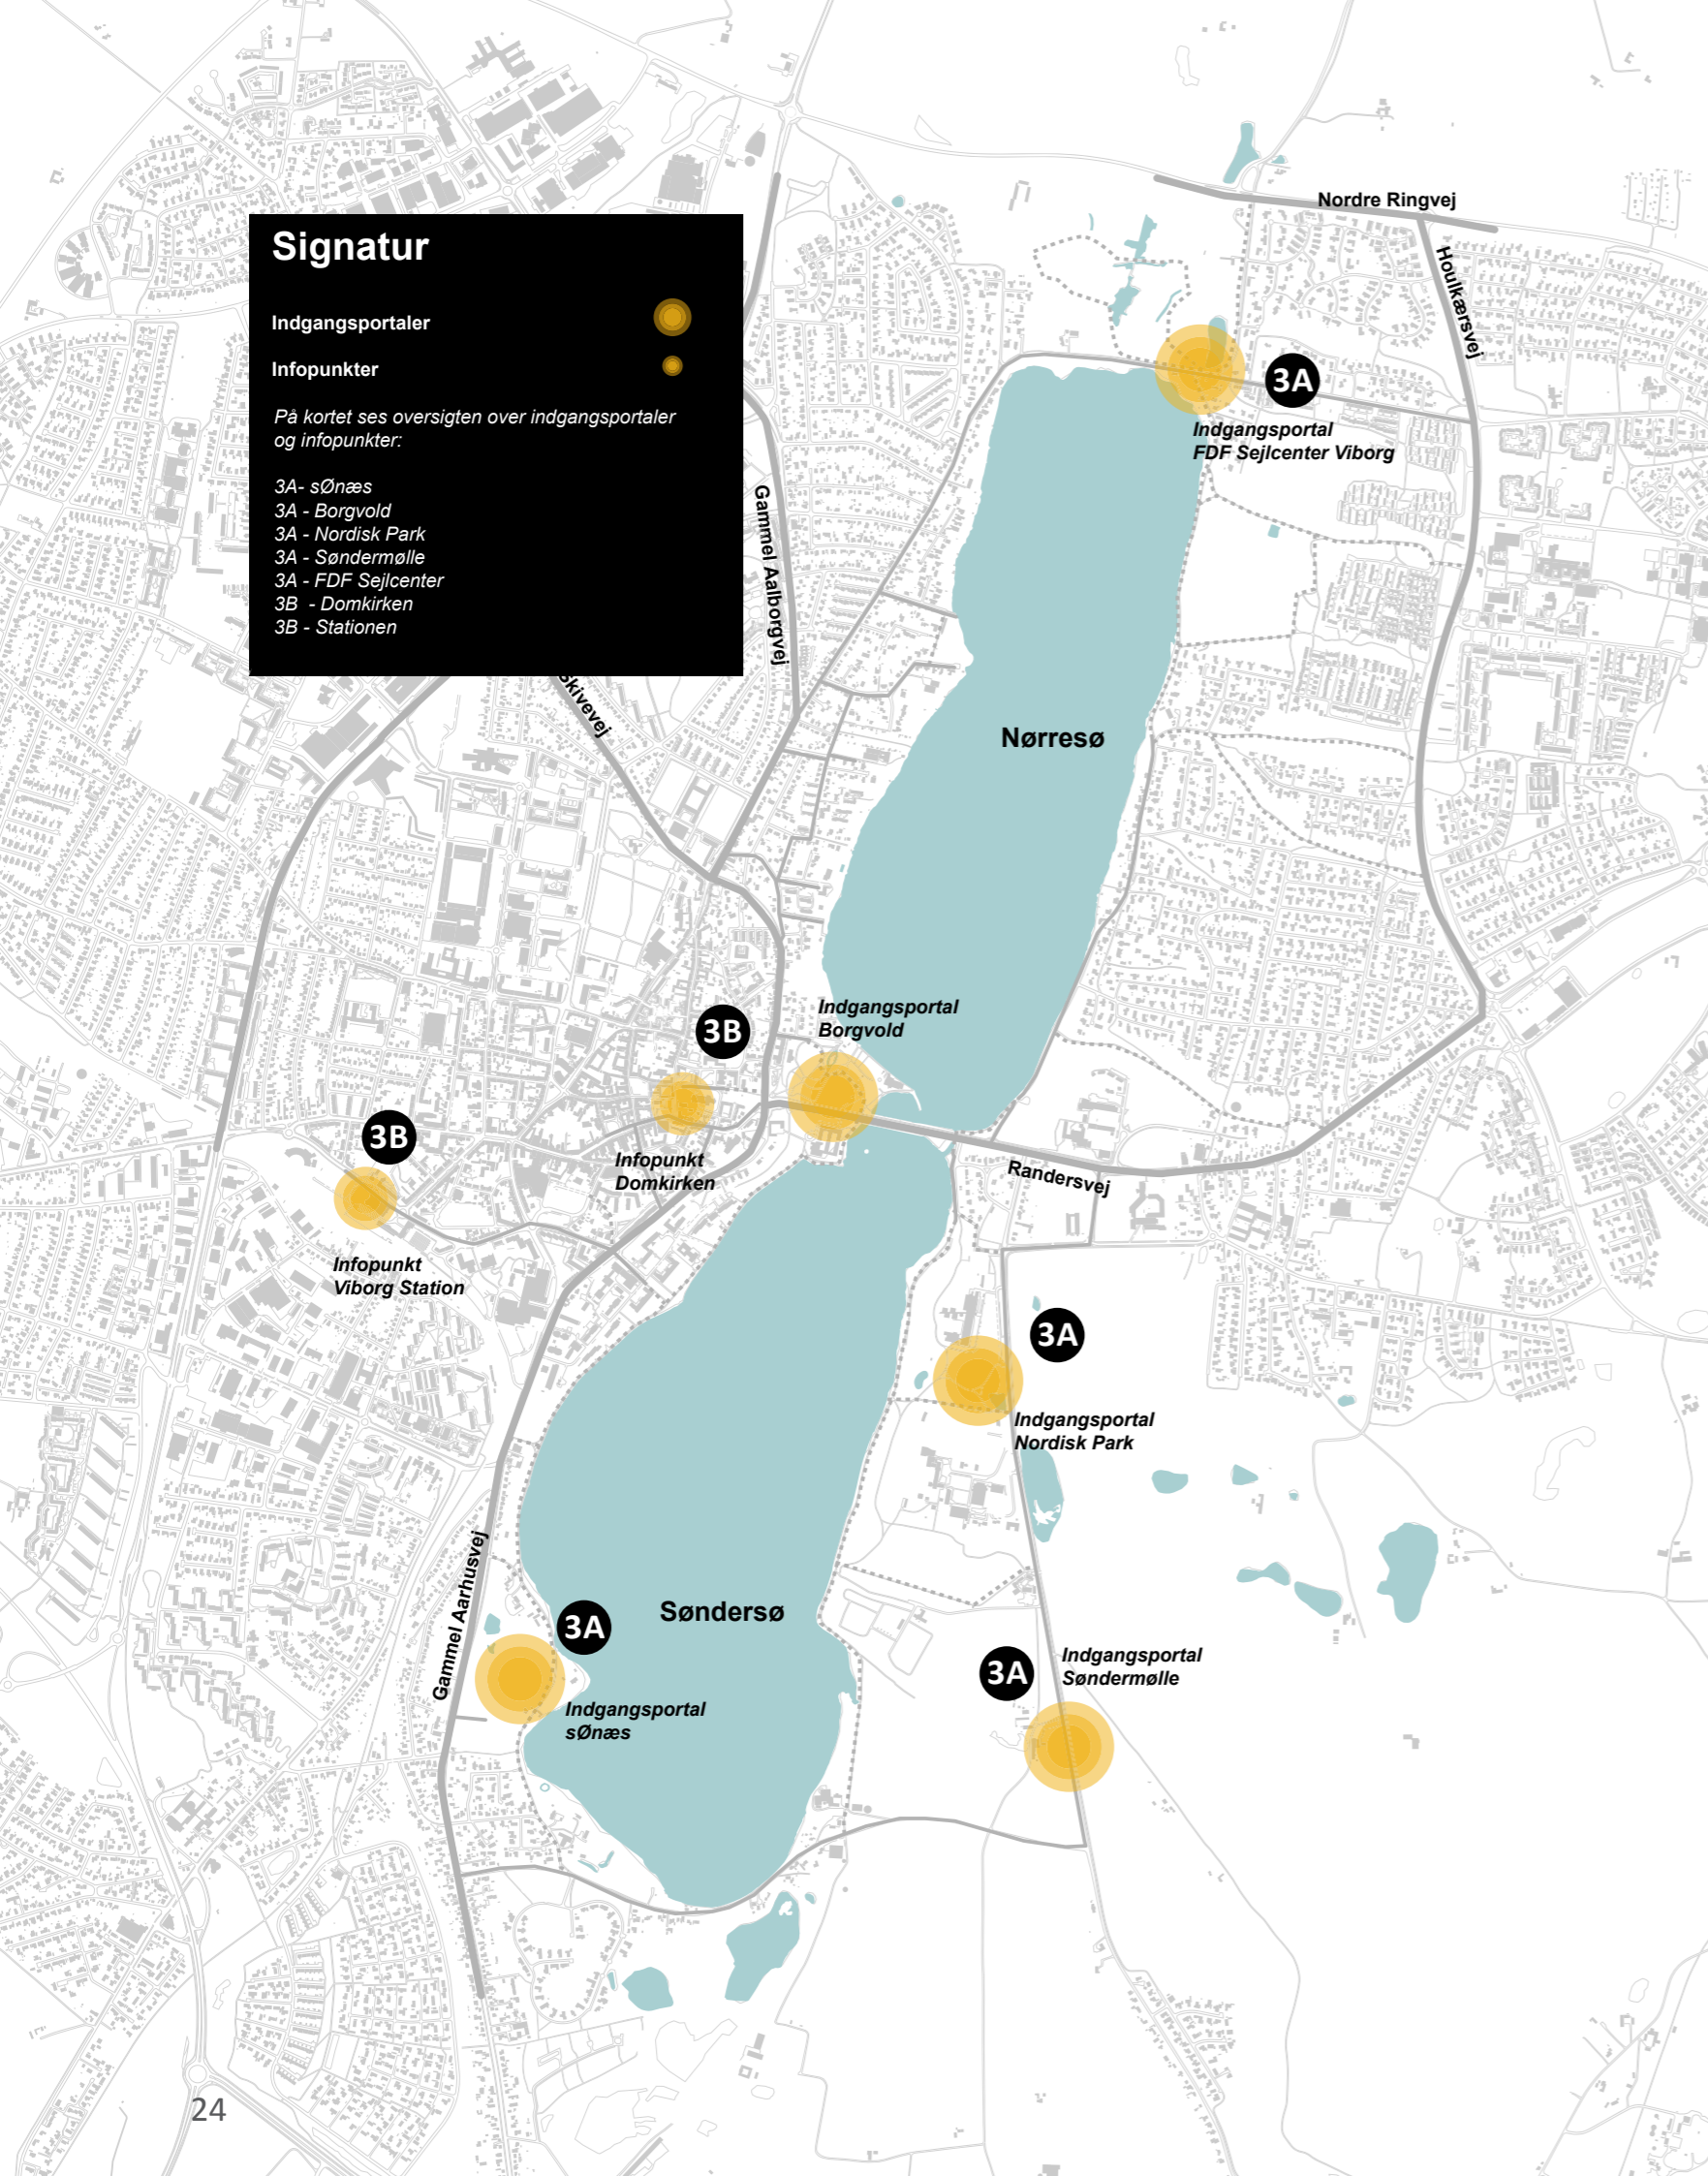 Signatur
Indgangsportaler
Infopunkter
På kortet ses oversigten over indgangsportaler
og infopunkter:
3A- sØnæs
3A - Borgvold
3A - Nordisk Park
3A - Søndermølle
3A - FDF Sejlcenter
3B - Domkirken
3B - Stationen
Nordre Ringvej
Houlkærsvej
3A
Indgangsportal
FDF Sejlcenter Viborg
Gammel Aalborgvej
Skivevej
Nørresø
Indgangsportal
Borgvold
3B
Infopunkt
Domkirken
3B
Infopunkt
Viborg Station
Randersvej
3A
Indgangsportal
Nordisk Park
Gammel Aarhusvej
Søndersø
3A
Indgangsportal
sØnæs
3A
Indgangsportal
Søndermølle
24